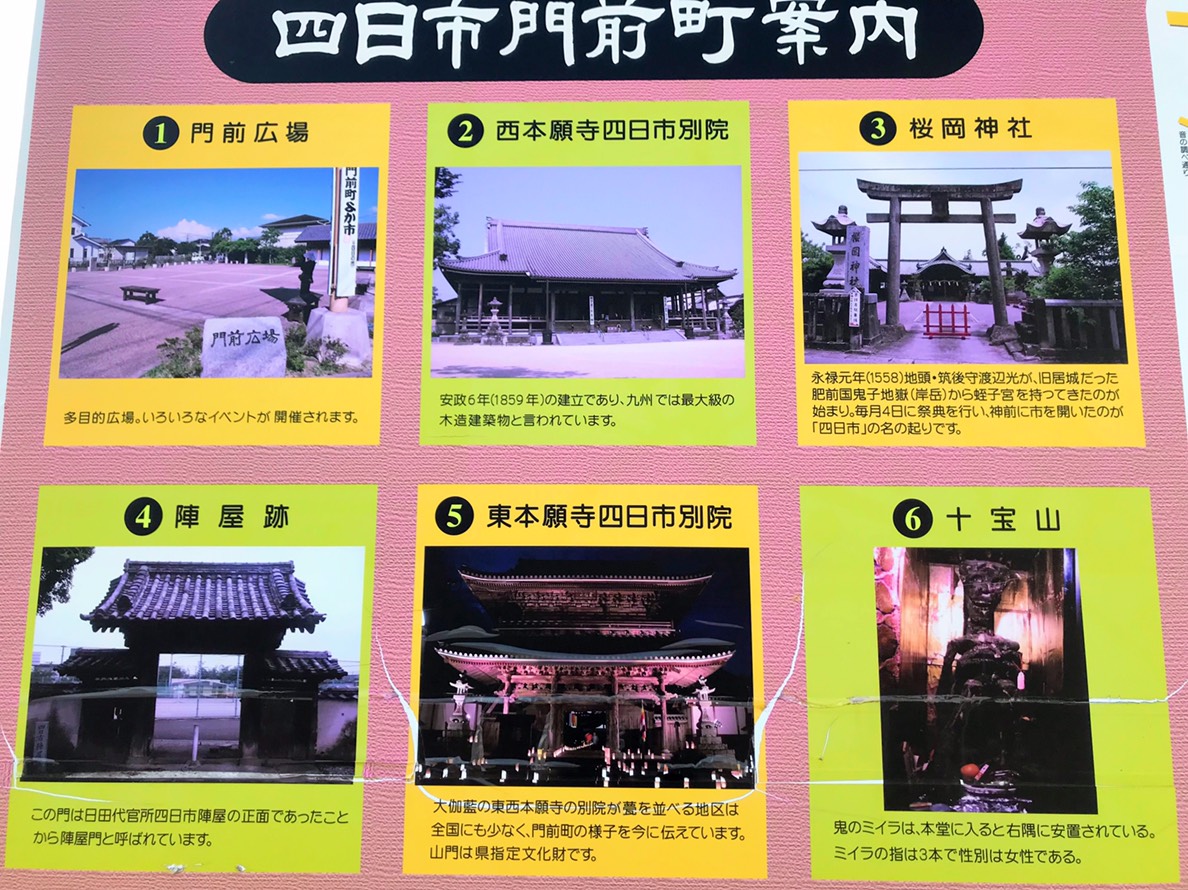 四日市門前町案内
1 門前広場
門前町よか市
門前広場
多目的広場。いろいろなイベントが開催されます。
2 西本願寺四日市別院
安政6年(1859年)の建立であり、九州では最大級の
木造建築物と言われています。
3 桜岡神社
桜岡神社
永禄元年(1558)地頭・筑後守渡辺光が、旧居城だった
肥前国鬼子地嶽(岸岳)から蛭子宮を持ってきたのが
始まり。毎月4日に祭典を行い、神前に市を開いたのが
「四日市」の名の起りです。
4 陣屋跡
この門は日田代官所四日市陣屋の正面であったこと
から陣屋門と呼ばれています。
5 東本願寺四日市別院
大伽藍の東西本願寺の別院が甍を並べる地区は
全国にも少なく、門前町の様子を今に伝えています。
山門は県指定文化財です。
6 十宝山
鬼のミイラは、本堂に入ると右隅に安置されている。
ミイラの指は3本で性別は女性である。